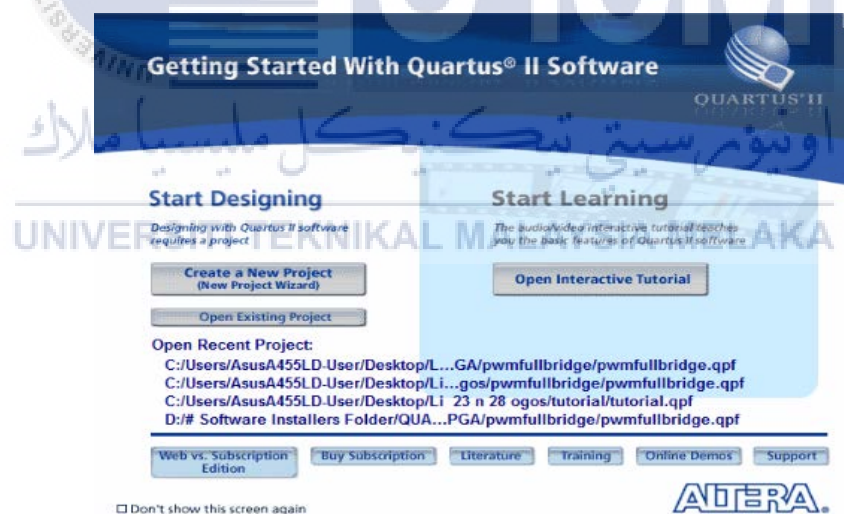 Getting Started With Quartus® II Software
QUARTUS®II
اونيۏرسيتي تيكنيكل مليسيا ملاك
Start Designing
Start Learning
UNIVERSITI TEKNIKAL MALAYSIA MELAKA
Designing with Quartus II software
requires a project
The audio/video interactive tutorial teaches
you the basic features of Quartus II software
Create a New Project
(New Project Wizard)
Open Interactive Tutorial
Open Existing Project
Open Recent Project:
C:/Users/AsusA455LD-User/Desktop/L...GA/pwmfullbridge/pwmfullbridge.qpf
C:/Users/AsusA455LD-User/Desktop/Li...gos/pwmfullbridge/pwmfullbridge.qpf
C:/Users/AsusA455LD-User/Desktop/Li 23 n 28 ogos/tutorial/tutorial.qpf
D:/# Software Installers Folder/QUA...PGA/pwmfullbridge/pwmfullbridge.qpf
Web vs. Subscription
Edition
Buy Subscription
Literature
Training
Online Demos
Support
Don't show this screen again
ALTERA.